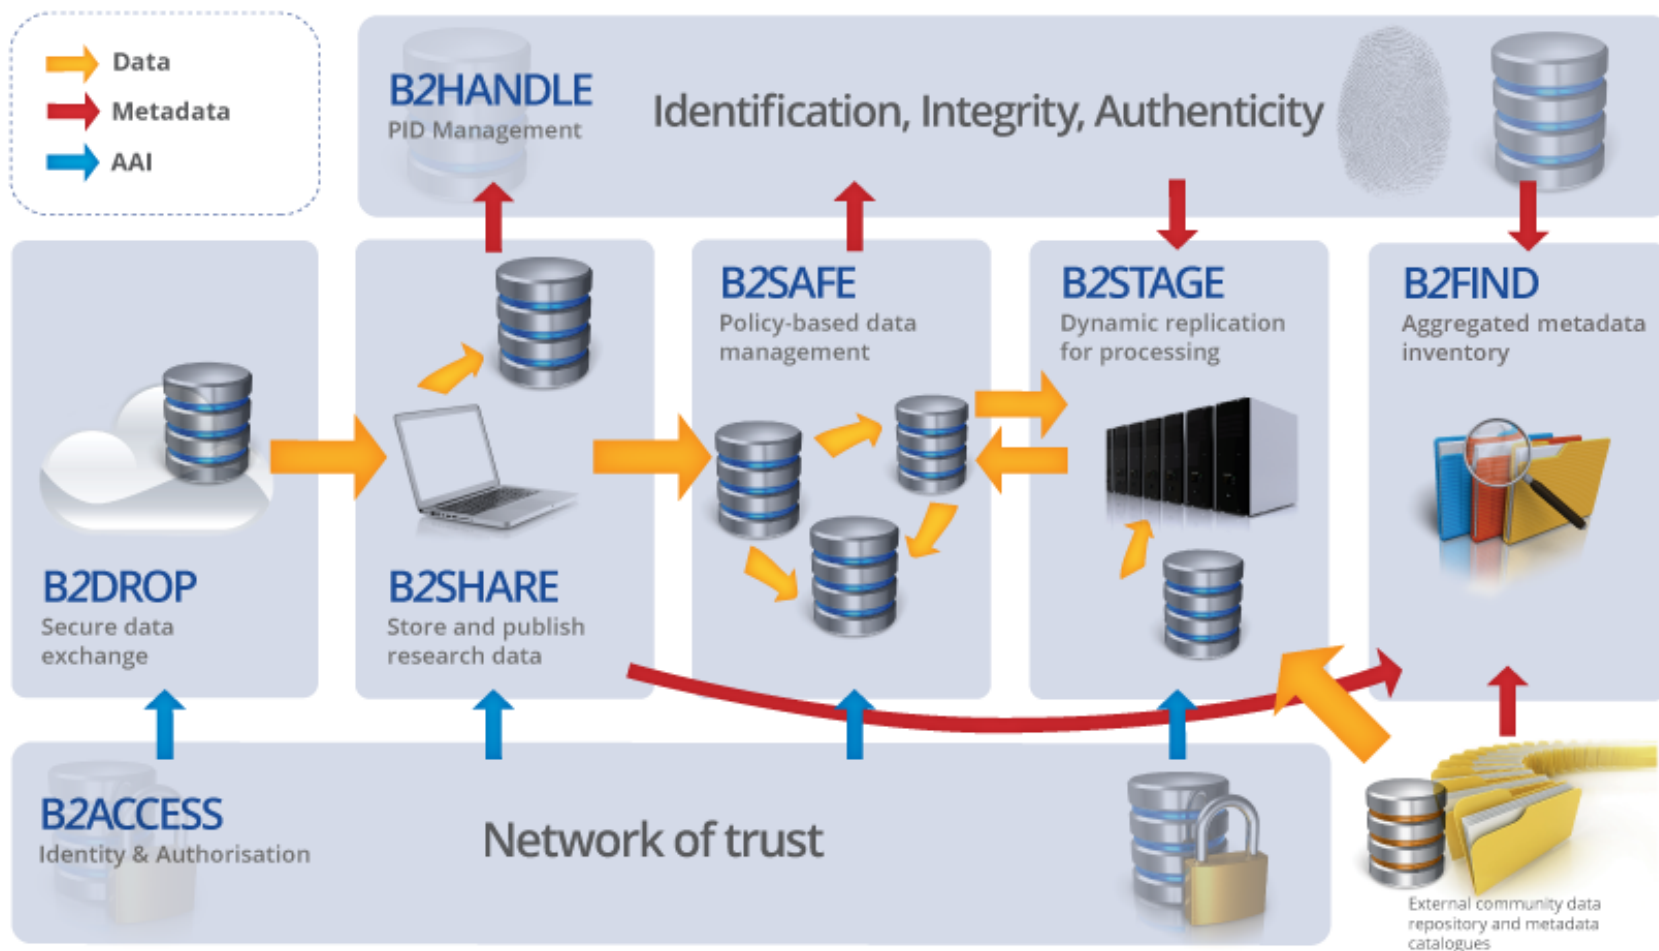 Data
Metadata
AAI
B2HANDLE
PID Management
Identification, Integrity, Authenticity
B2DROP
Secure data
exchange
B2SHARE
Store and publish
research data
B2SAFE
Policy-based data
management
B2STAGE
Dynamic replication
for processing
B2FIND
Aggregated metadata
inventory
B2ACCESS
Identity & Authorisation
Network of trust
External community data
repository and metadata
catalogues